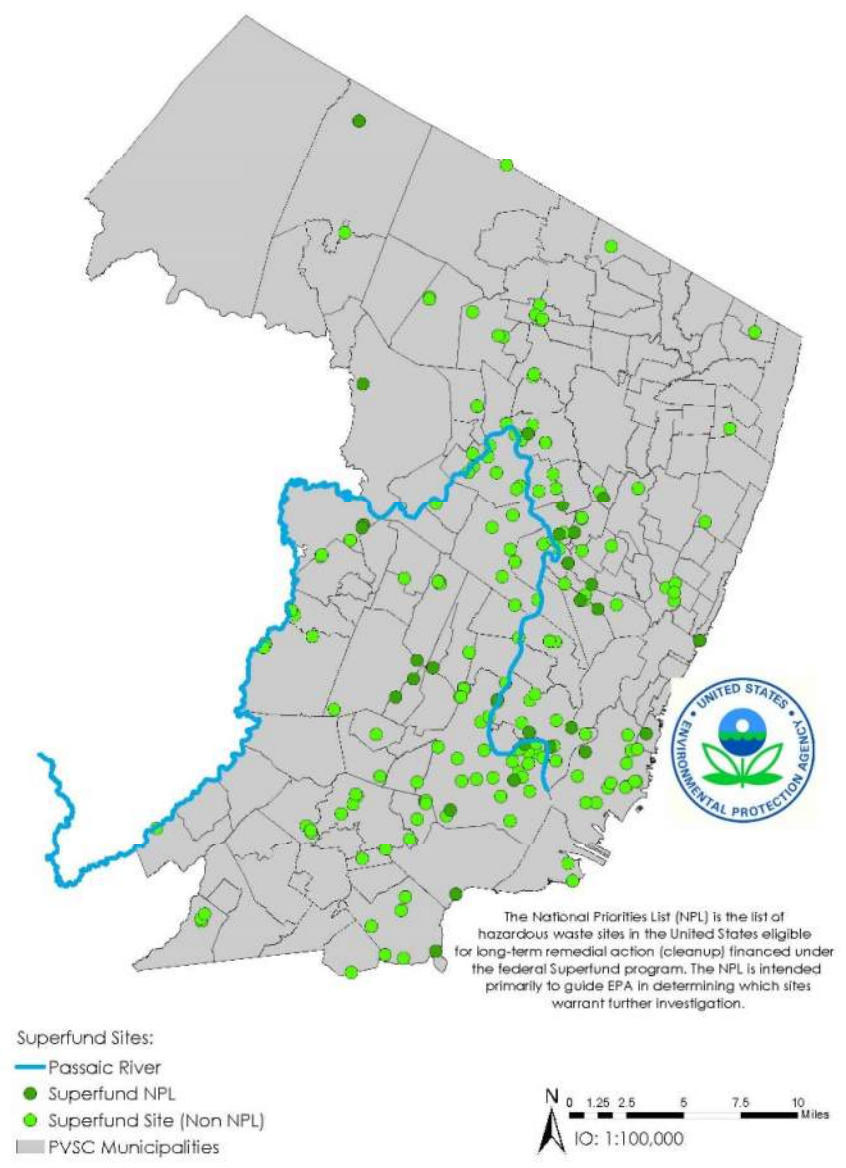 UNITED STATES
ENVIRONMENTAL PROTECTION AGENCY
The National Priorities List (NPL) is the list of
hazardous waste sites in the United States eligible
for long-term remedial action (cleanup) financed under
the federal Superfund program. The NPL is intended
primarily to guide EPA in determining which sites
warrant further investigation.
Superfund Sites:
Passaic River
Superfund NPL
Superfund Site (Non NPL)
PVSC Municipalities
N
0 1.25 2.5 5 7.5 10
Miles
IO: 1:100,000